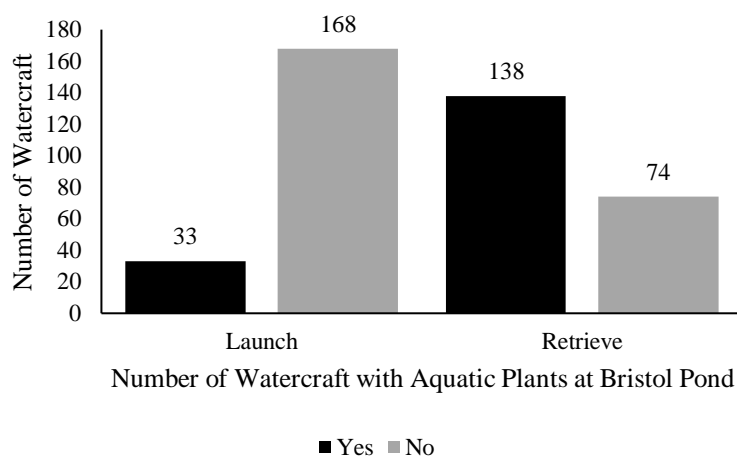 Number of Watercraft
180
160
140
120
100
80
60
40
20
0
33
168
138
74
Launch
Retrieve
Number of Watercraft with Aquatic Plants at Bristol Pond
Yes No